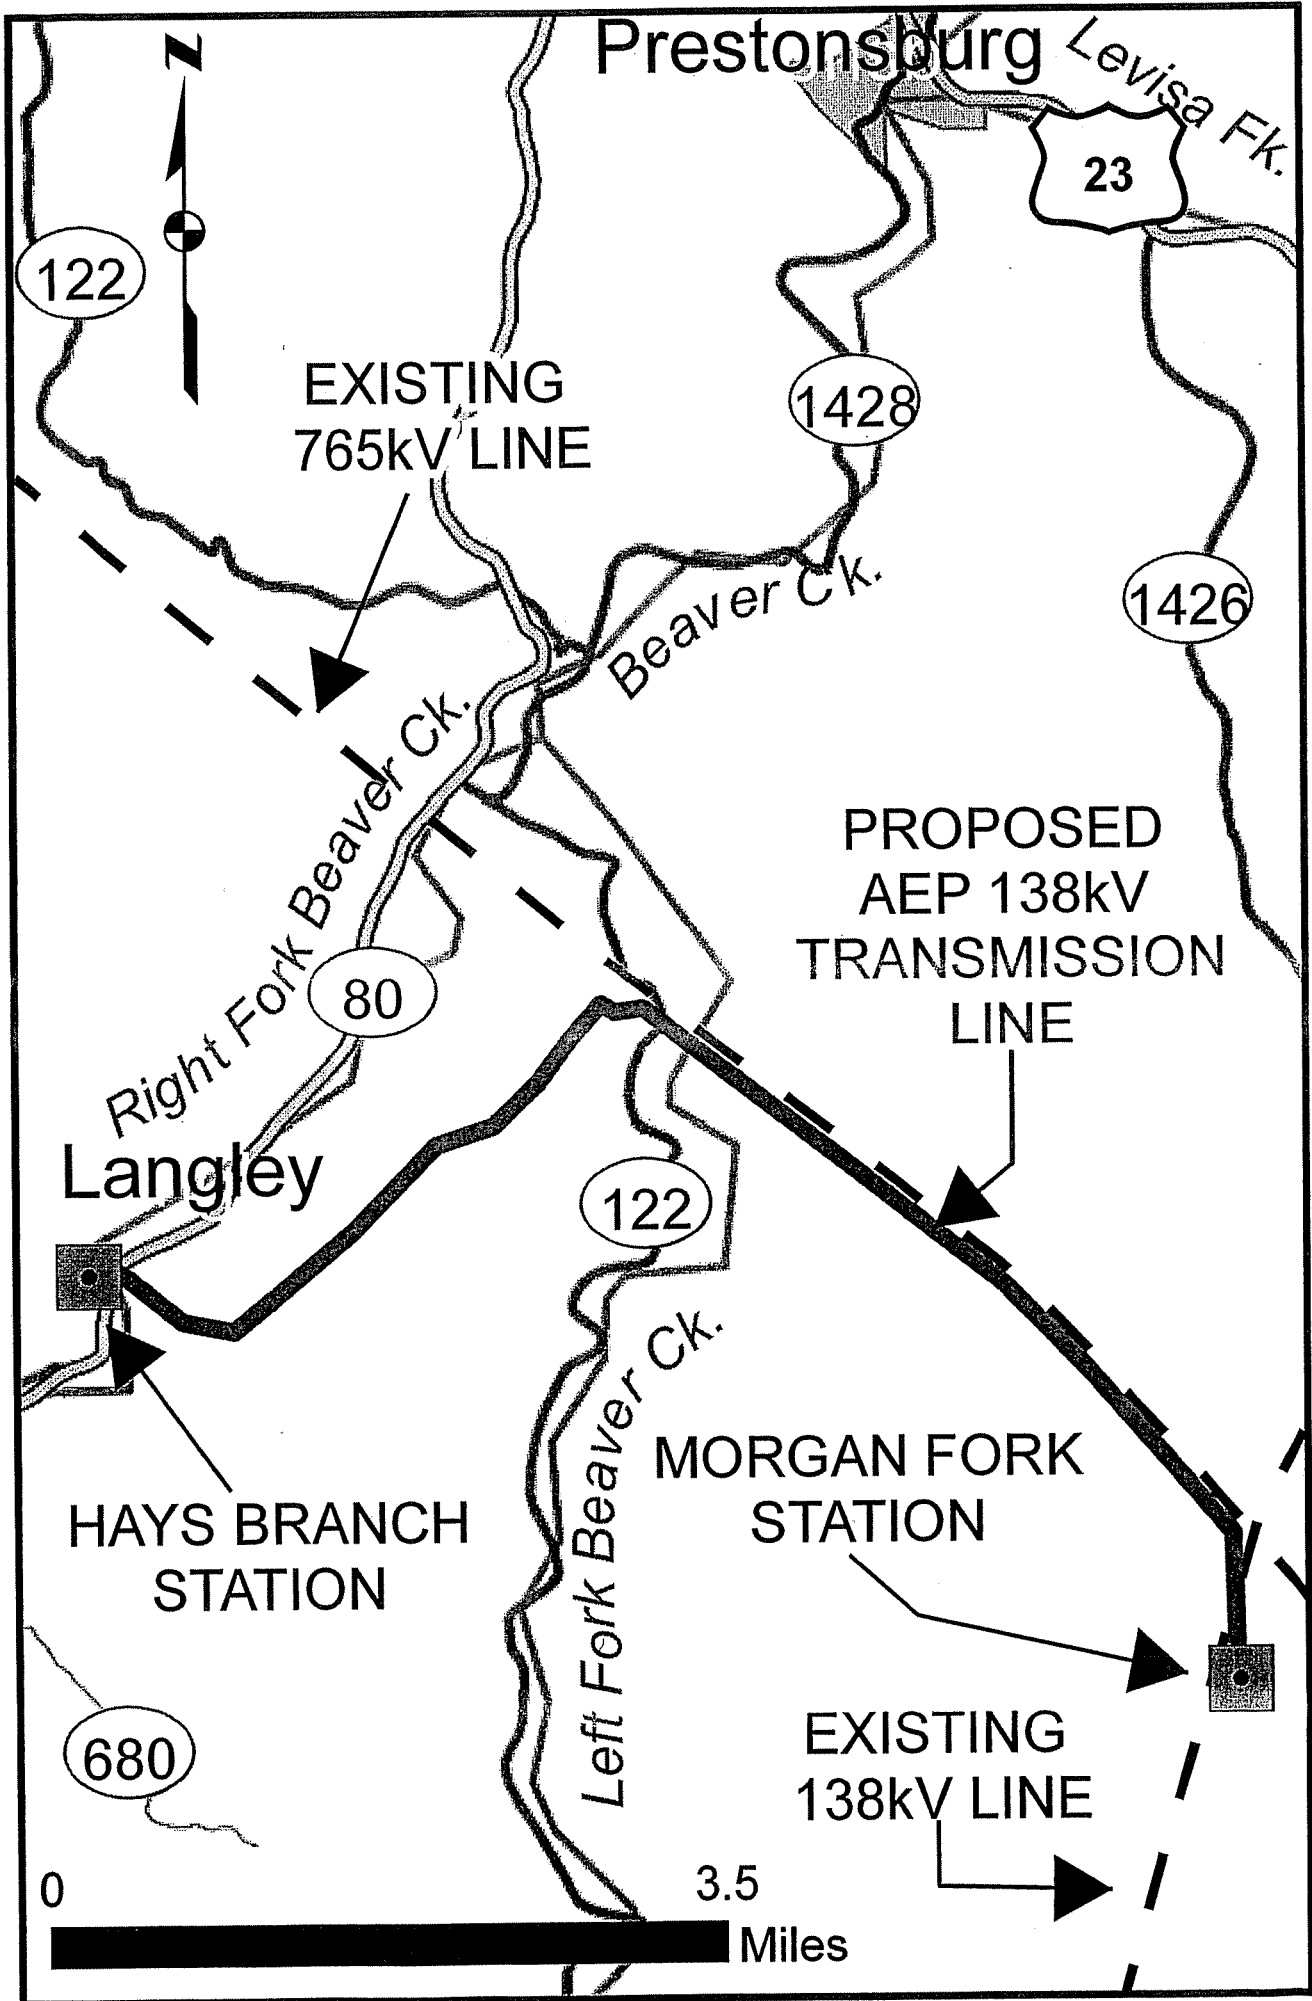 Prestonsburg
Levisa Fk.
N
23
122
EXISTING
765kV LINE
1428
1426
Beaver Ck.
Right Fork Beaver Ck.
PROPOSED
AEP 138kV
TRANSMISSION
LINE
80
Langley
122
Left Fork Beaver Ck.
MORGAN FORK
STATION
HAYS BRANCH
STATION
680
EXISTING
138kV LINE
0
3.5
Miles